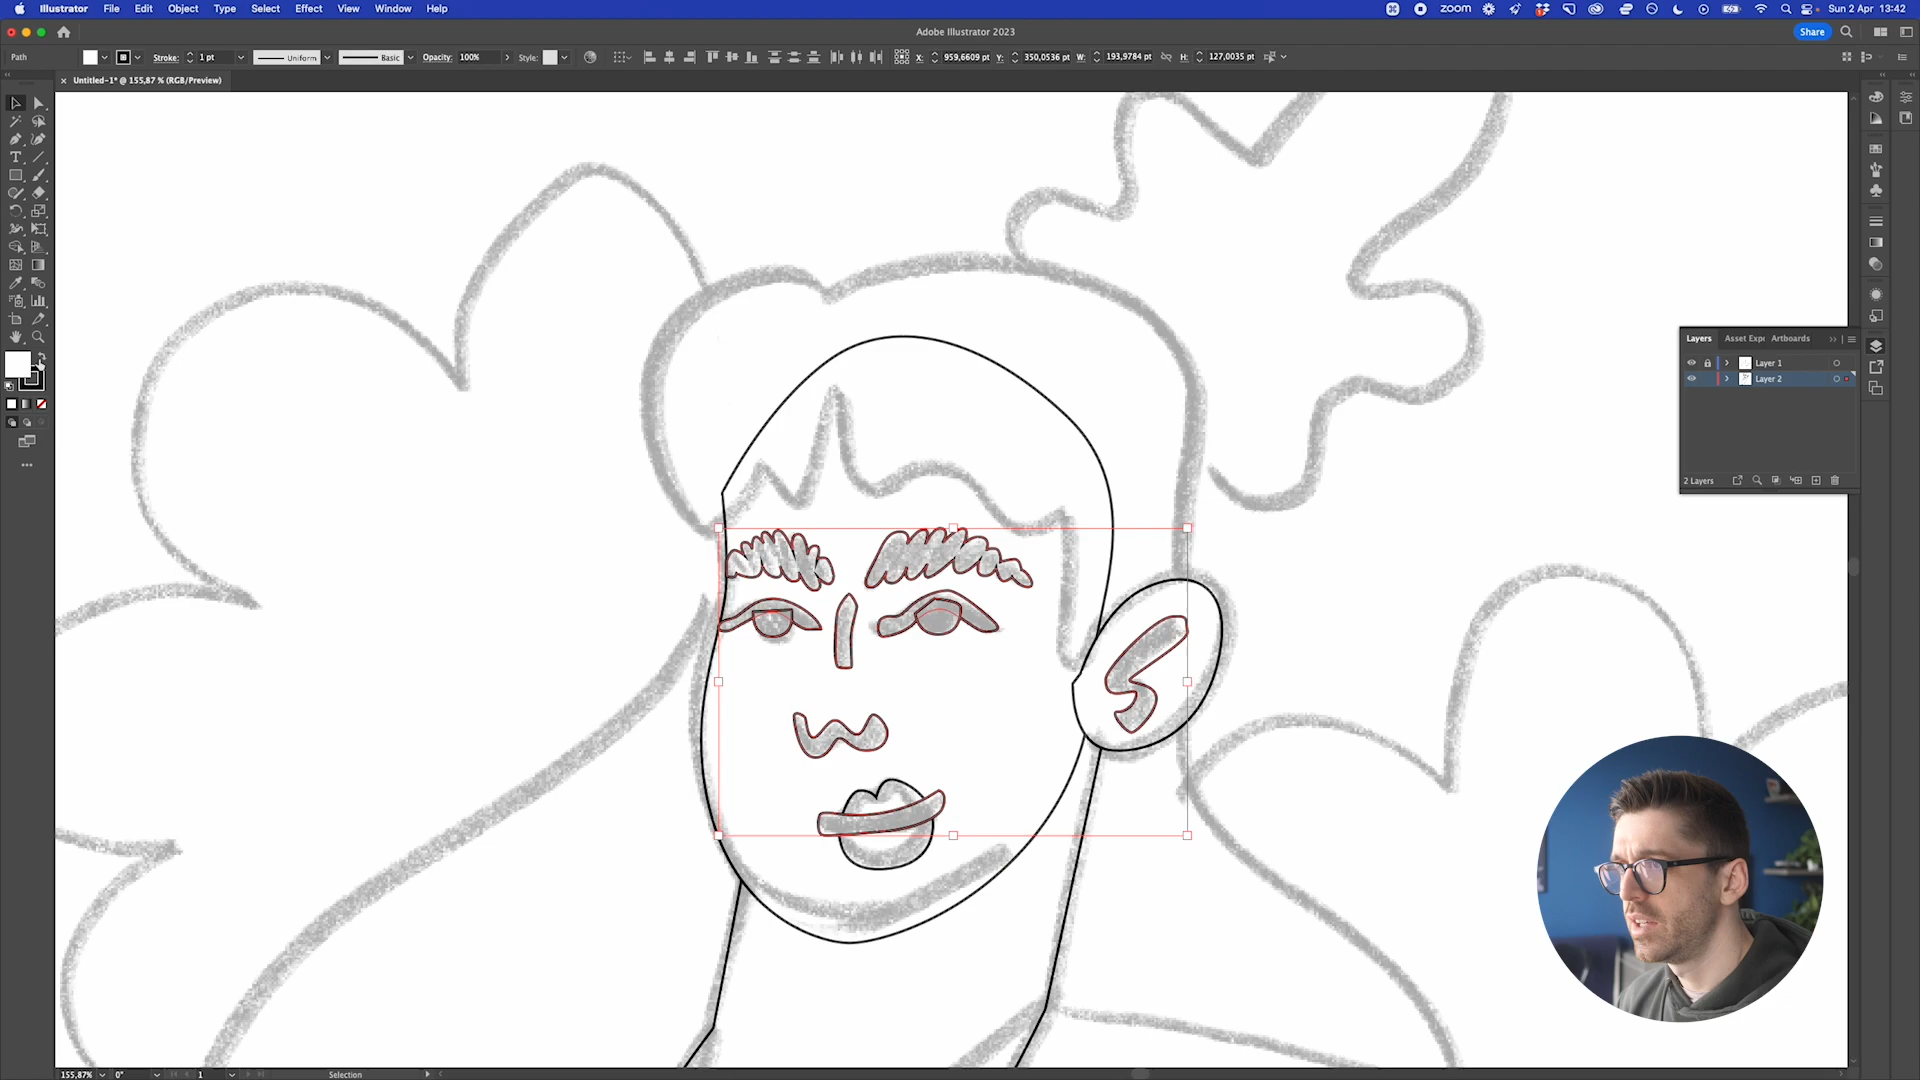 Illustrator File Edit Object Type Select Effect View Window Help zoom Sun 2 Apr 13:42
Adobe Illustrator 2023 Share
Path Stroke: 1 pt Uniform Basic Opacity: 100% Style: X: 959,6609 pt Y: 350,0536 pt W: 193,9784 pt H: 127,0035 pt
Untitled-1* @ 155,87 % (RGB/Preview)
Layers Asset Expo Artboards
Layer 1
Layer 2
2 Layers
155,87% 0° 1 Selection